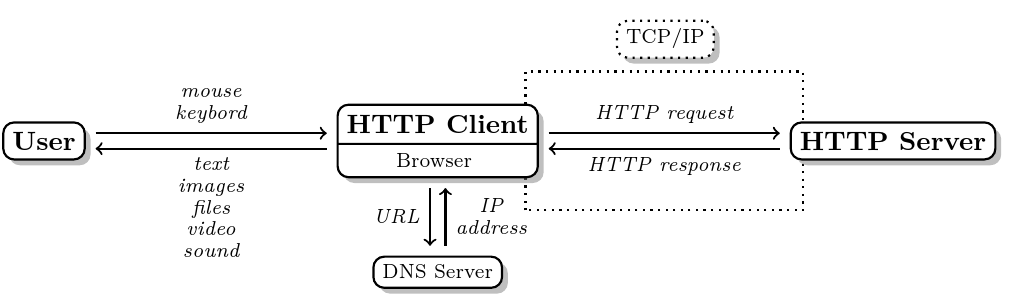 TCP/IP
mouse
keybord
User
text
images
files
video
sound
HTTP Client
Browser
HTTP request
HTTP response
HTTP Server
URL
IP
address
DNS Server